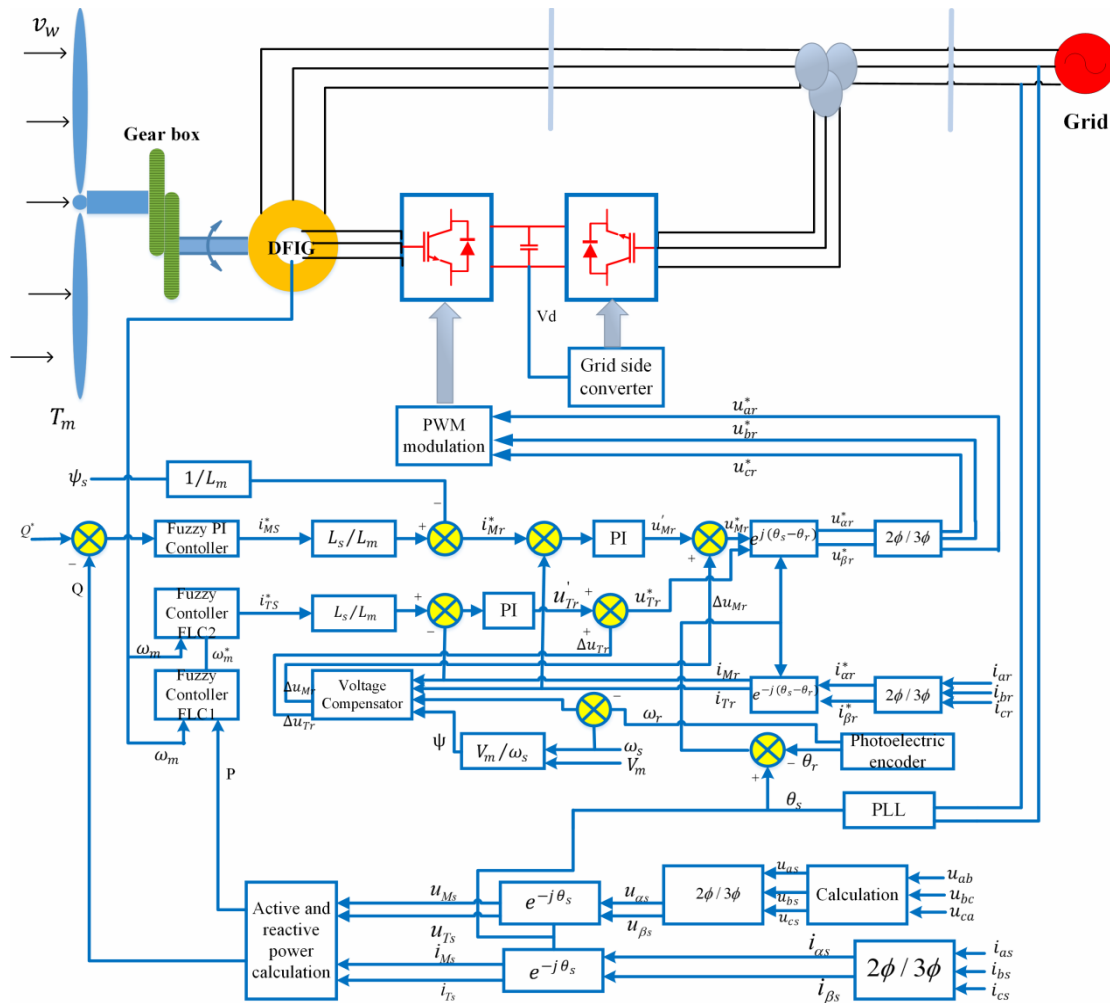 v_w
Gear box
Grid
DFIG
Vd
T_m
Grid side
converter
PWM
modulation
u*_ar
u*_br
u*_cr
ψ_s
1/L_m
−
Q*
Fuzzy PI
Contoller
i*_MS
L_s/L_m
+
i*_Mr
PI
u'_Mr
u*_Mr
e^j(θ_s−θ_r)
u*_αr
u*_βr
2ϕ/3ϕ
−
+
Q
Fuzzy
Contoller
FLC2
i*_TS
L_s/L_m
+
−
PI
u'_Tr
+
+
u*_Tr
Δu_Mr
Δu_Tr
ω_m
ω*_m
Fuzzy
Contoller
FLC1
ω_m
Δu_Mr
Δu_Tr
Voltage
Compensator
i_Mr
i_Tr
e^−j(θ_s−θ_r)
i*_αr
i*_βr
2ϕ/3ϕ
i_ar
i_br
i_cr
−
ω_r
Ψ
V_m/ω_s
ω_s
V_m
Photoelectric
encoder
−
θ_r
+
P
θ_s
PLL
Active and
reactive
power
calculation
u_Ms
u_Ts
e^−jθ_s
u_αs
u_βs
2ϕ/3ϕ
u_as
u_bs
u_cs
Calculation
u_ab
u_bc
u_ca
i_Ms
i_Ts
e^−jθ_s
i_αs
i_βs
2ϕ/3ϕ
i_as
i_bs
i_cs